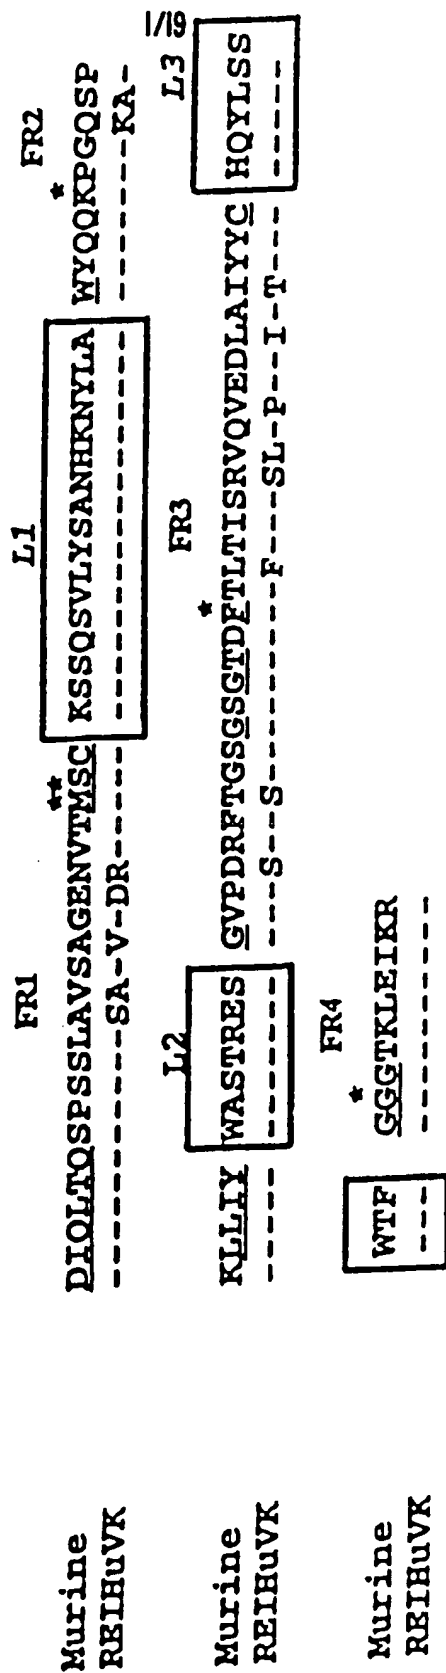 1/19
FR1 L1 FR2
** *
Murine DIQLTQSPSSLAVSAGENVTMSC KSSQSVLYSANHKNYLA WYQQKPGQSP
REIHuVK -----------SA-V-DR----- ----------------- -------KA-
L2 FR3 L3
*
Murine KLLIY WASTRES GVPDRFTGSGSGTDFTLTISRVQVEDLAIYYC HQYLSS
REIHuVK ----- ------- ---S--S---------F---SL-P--I-T--- ------
FR4
*
Murine WTF GGGTKLEIKR
REIHuVK --- ----------